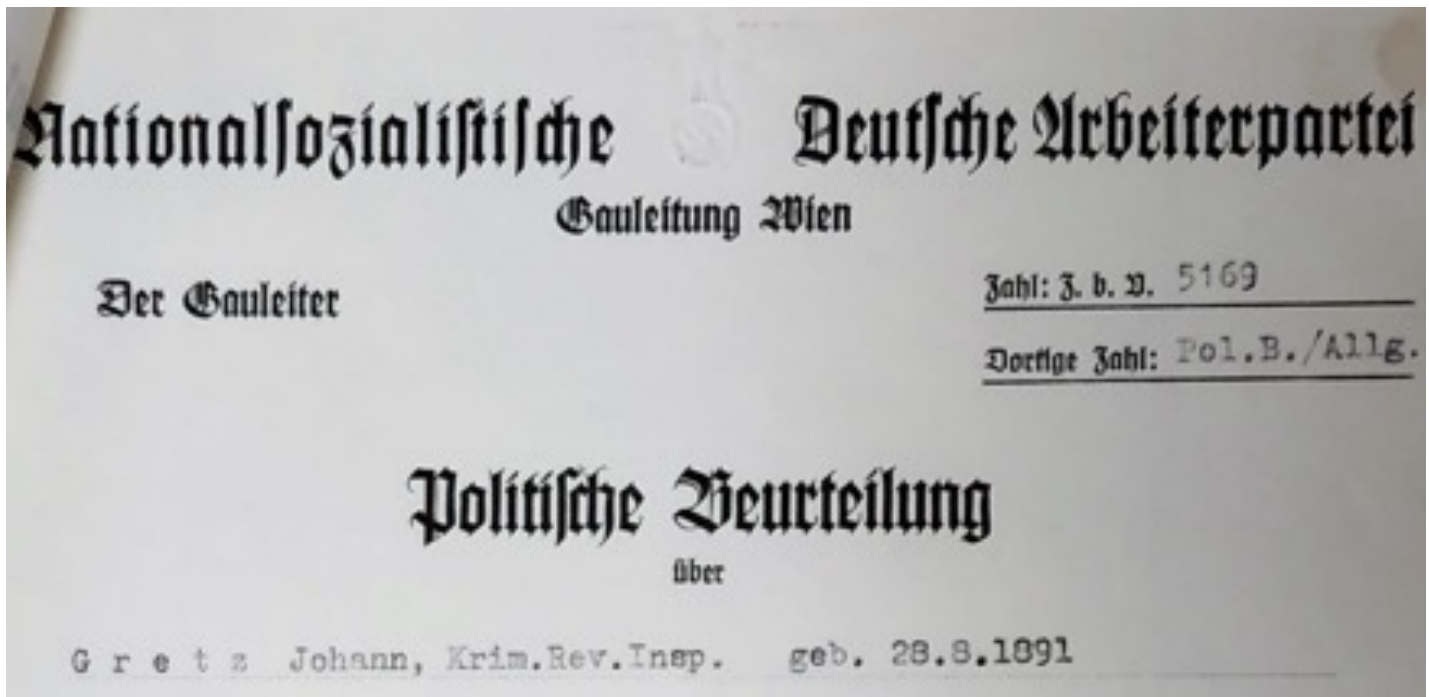 Nationalsozialistische Deutsche Arbeiterpartei
Gauleitung Wien
Der Gauleiter
Zahl: Z. b. V. 5169
Dortige Zahl: Pol.B./Allg.
Politische Beurteilung
über
G r e t z Johann, Krim.Rev.Insp. geb. 28.8.1891